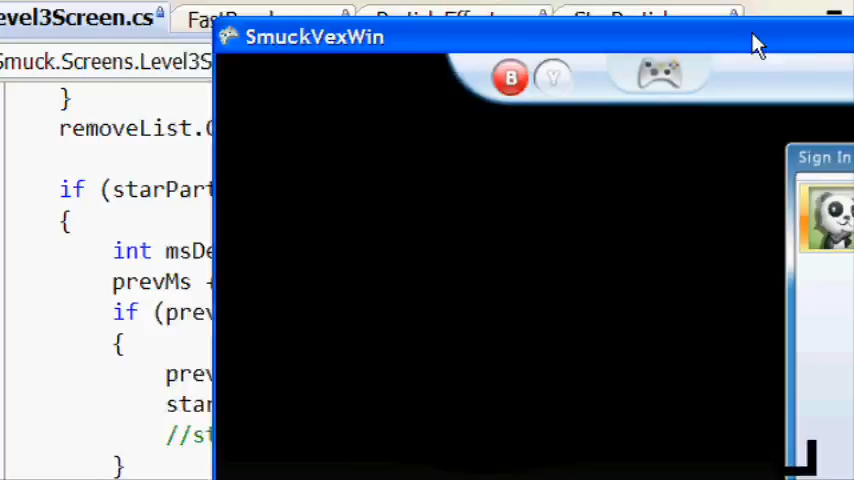 evel3Screen.cs
SmuckVexWin
Smuck.Screens.Level3S
B Y
}
removeList.
Sign In
if (starPart
{
int msDe
prevMs +
if (prev
{
prev
star
//st
}